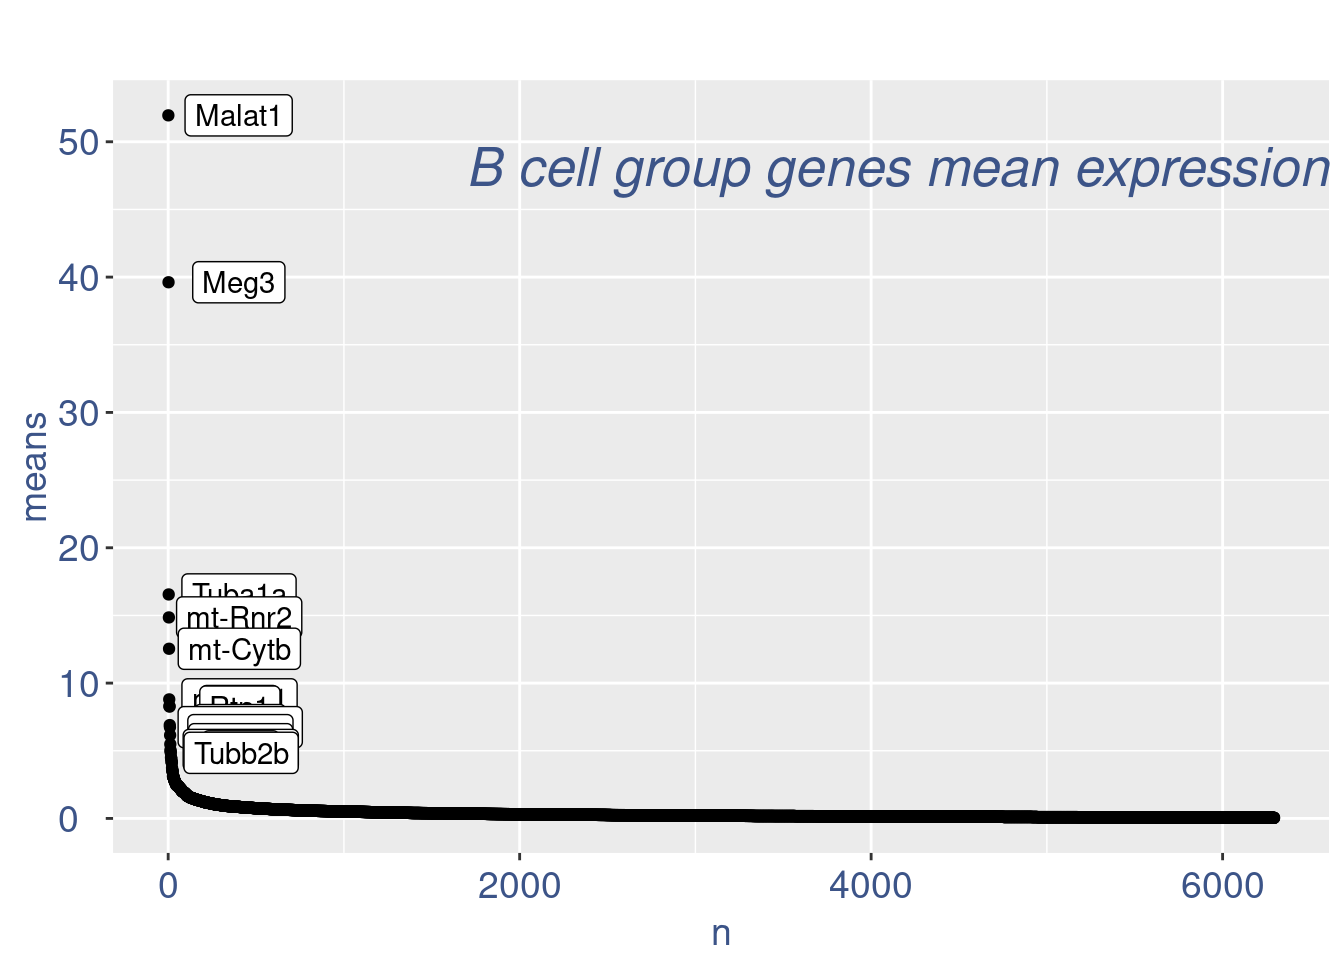 Malat1
50
B cell group genes mean expression
Meg3
40
30
means
20
Tuba1a
mt-Rnr2
mt-Cytb
10
Tubb2b
0
0 2000 4000 6000
n